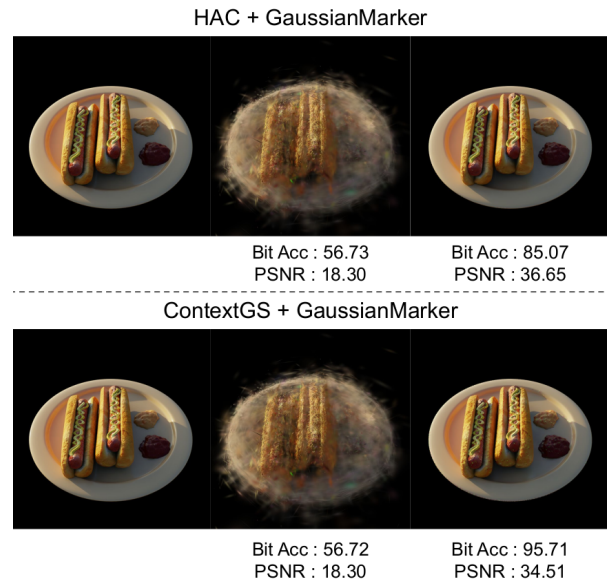 HAC + GaussianMarker
Bit Acc : 56.73
PSNR : 18.30
Bit Acc : 85.07
PSNR : 36.65
ContextGS + GaussianMarker
Bit Acc : 56.72
PSNR : 18.30
Bit Acc : 95.71
PSNR : 34.51